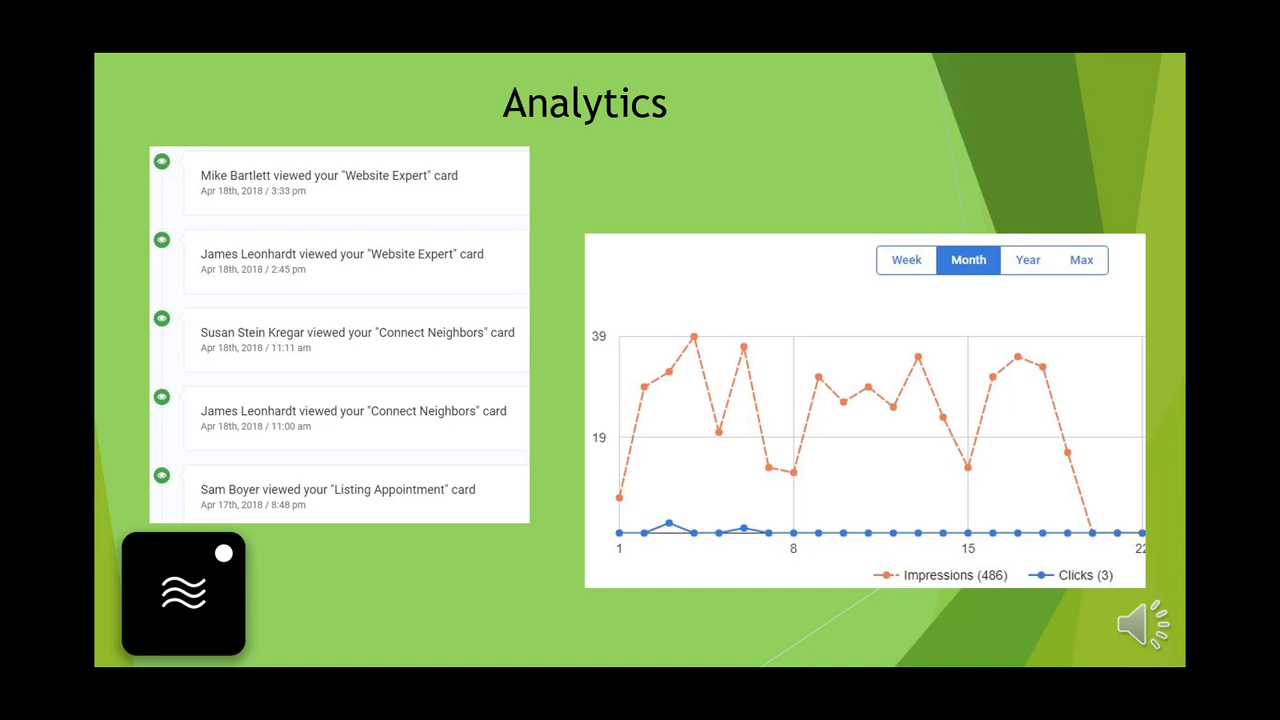 Analytics
Mike Bartlett viewed your "Website Expert" card
Apr 18th, 2018 / 3:33 pm
James Leonhardt viewed your "Website Expert" card
Apr 18th, 2018 / 2:45 pm
Susan Stein Kregar viewed your "Connect Neighbors" card
Apr 18th, 2018 / 11:11 am
James Leonhardt viewed your "Connect Neighbors" card
Apr 18th, 2018 / 11:00 am
Sam Boyer viewed your "Listing Appointment" card
Apr 17th, 2018 / 8:48 pm
Week Month Year Max
39
19
1 8 15 22
Impressions (486) Clicks (3)